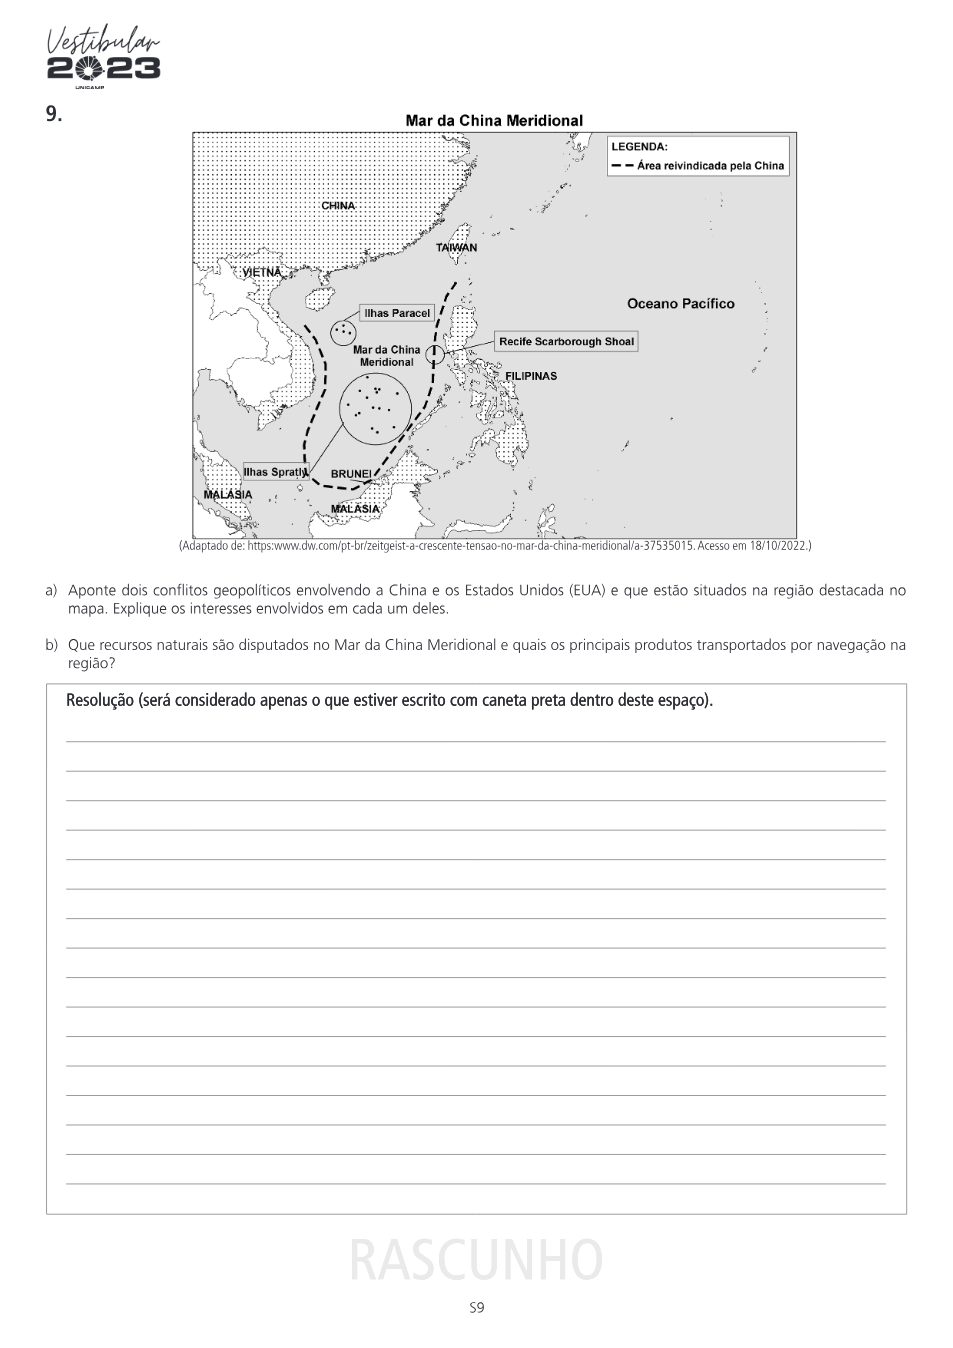 Vestibular
2023
UNICAMP
9.
Mar da China Meridional
LEGENDA:
Área reivindicada pela China
CHINA
TAIWAN
VIETNÃ
Oceano Pacífico
Ilhas Paracel
Recife Scarborough Shoal
Mar da China
Meridional
FILIPINAS
Ilhas Spratly
BRUNEI
MALÁSIA
MALÁSIA
(Adaptado de: https:www.dw.com/pt-br/zeitgeist-a-crescente-tensao-no-mar-da-china-meridional/a-37535015. Acesso em 18/10/2022.)
a) Aponte dois conflitos geopolíticos envolvendo a China e os Estados Unidos (EUA) e que estão situados na região destacada no
mapa. Explique os interesses envolvidos em cada um deles.
b) Que recursos naturais são disputados no Mar da China Meridional e quais os principais produtos transportados por navegação na
região?
Resolução (será considerado apenas o que estiver escrito com caneta preta dentro deste espaço).
RASCUNHO
S9